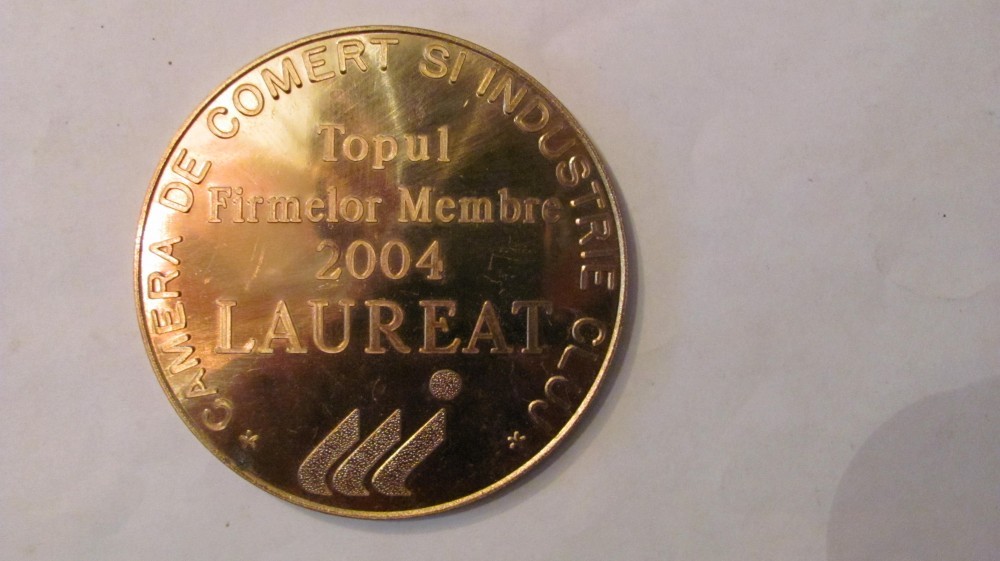 CAMERA DE COMERT SI INDUSTRIE CLUJ
Topul
Firmelor Membre
2004
LAUREAT